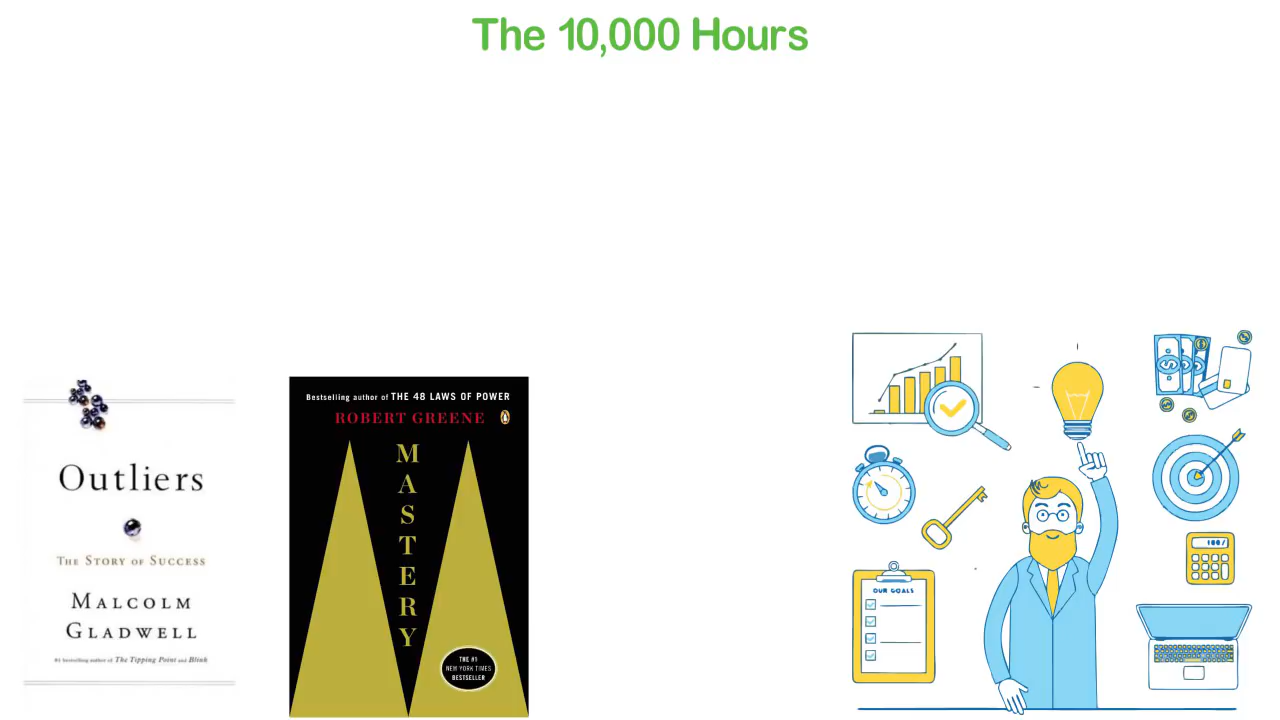 The 10,000 Hours
Outliers
The Story of Success
Malcolm
Gladwell
#1 bestselling author of The Tipping Point and Blink
Bestselling author of THE 48 LAWS OF POWER
ROBERT GREENE
MASTERY
THE #1
NEW YORK TIMES
BESTSELLER
OUR GOALS